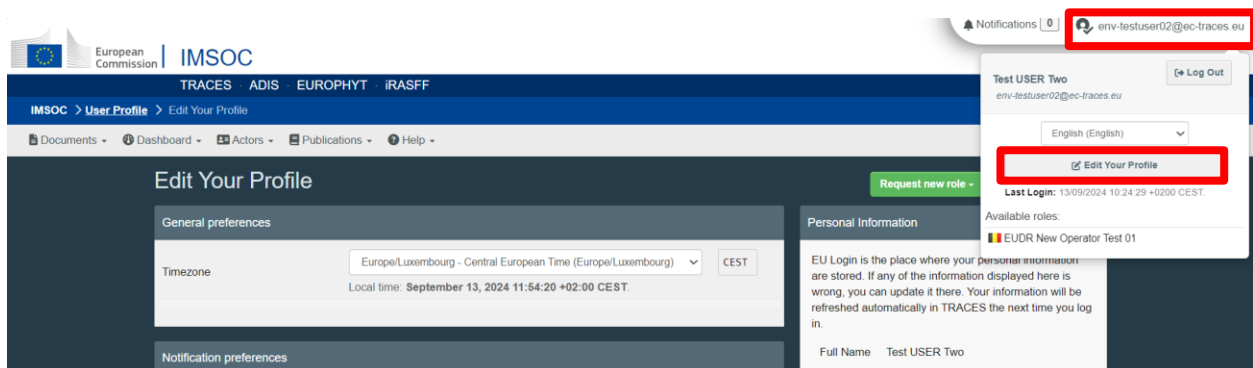 Notifications 0
env-testuser02@ec-traces.eu
European
Commission
IMSOC
TRACES · ADIS · EUROPHYT · iRASFF
IMSOC > User Profile > Edit Your Profile
Documents
Dashboard
Actors
Publications
Help
Test USER Two
env-testuser02@ec-traces.eu
Log Out
English (English)
Edit Your Profile
Last Login: 13/09/2024 10:24:29 +0200 CEST.
Available roles:
EUDR New Operator Test 01
Edit Your Profile
Request new role
General preferences
Timezone
Europe/Luxembourg - Central European Time (Europe/Luxembourg)
CEST
Local time: September 13, 2024 11:54:20 +02:00 CEST.
Notification preferences
Personal Information
EU Login is the place where your personal information
are stored. If any of the information displayed here is
wrong, you can update it there. Your information will be
refreshed automatically in TRACES the next time you log
in.
Full Name Test USER Two